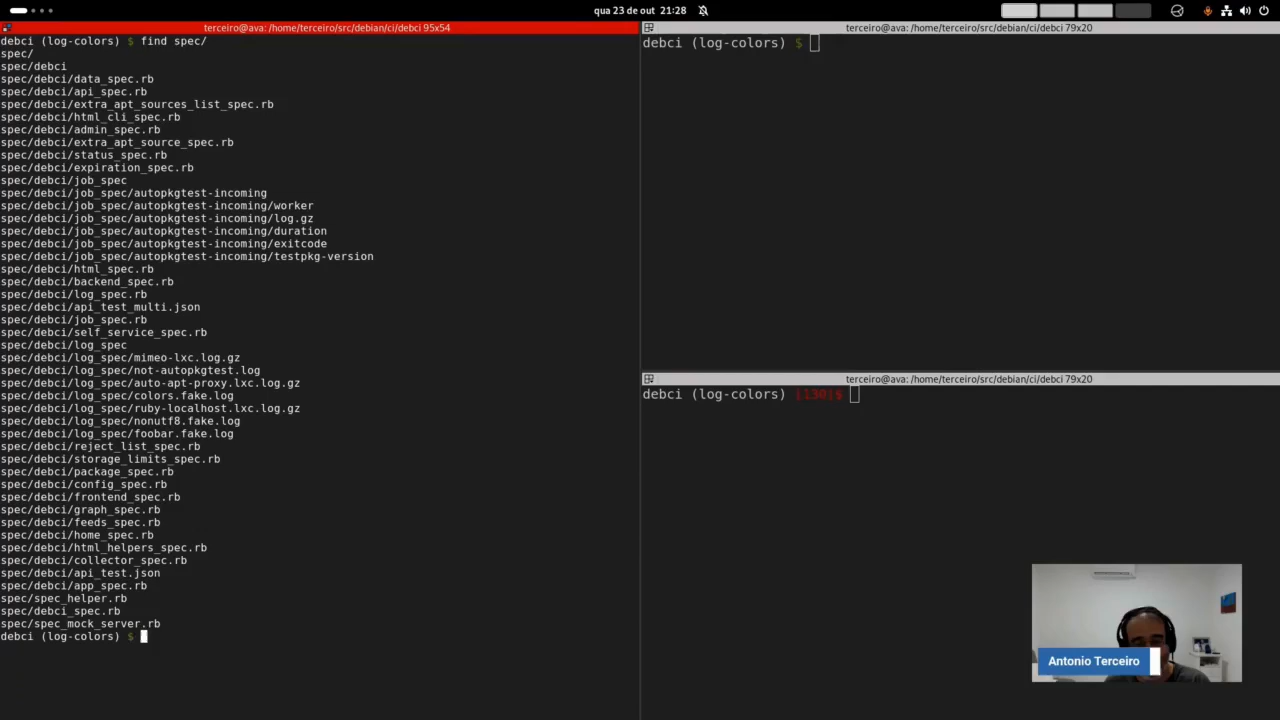 qua 23 de out 21:28
terceiro@ava: /home/terceiro/src/debian/ci/debci 95x54
debci (log-colors) $ find spec/
spec/
spec/debci
spec/debci/data_spec.rb
spec/debci/api_spec.rb
spec/debci/extra_apt_sources_list_spec.rb
spec/debci/html_cli_spec.rb
spec/debci/admin_spec.rb
spec/debci/extra_apt_source_spec.rb
spec/debci/status_spec.rb
spec/debci/expiration_spec.rb
spec/debci/job_spec
spec/debci/job_spec/autopkgtest-incoming
spec/debci/job_spec/autopkgtest-incoming/worker
spec/debci/job_spec/autopkgtest-incoming/log.gz
spec/debci/job_spec/autopkgtest-incoming/duration
spec/debci/job_spec/autopkgtest-incoming/exitcode
spec/debci/job_spec/autopkgtest-incoming/testpkg-version
spec/debci/html_spec.rb
spec/debci/backend_spec.rb
spec/debci/log_spec.rb
spec/debci/api_test_multi.json
spec/debci/job_spec.rb
spec/debci/self_service_spec.rb
spec/debci/log_spec
spec/debci/log_spec/mimeo-lxc.log.gz
spec/debci/log_spec/not-autopkgtest.log
spec/debci/log_spec/auto-apt-proxy.lxc.log.gz
spec/debci/log_spec/colors.fake.log
spec/debci/log_spec/ruby-localhost.lxc.log.gz
spec/debci/log_spec/nonutf8.fake.log
spec/debci/log_spec/foobar.fake.log
spec/debci/reject_list_spec.rb
spec/debci/storage_limits_spec.rb
spec/debci/package_spec.rb
spec/debci/config_spec.rb
spec/debci/frontend_spec.rb
spec/debci/graph_spec.rb
spec/debci/feeds_spec.rb
spec/debci/home_spec.rb
spec/debci/html_helpers_spec.rb
spec/debci/collector_spec.rb
spec/debci/api_test.json
spec/debci/app_spec.rb
spec/spec_helper.rb
spec/debci_spec.rb
spec/spec_mock_server.rb
debci (log-colors) $
terceiro@ava: /home/terceiro/src/debian/ci/debci 79x20
debci (log-colors) $
terceiro@ava: /home/terceiro/src/debian/ci/debci 79x20
debci (log-colors) [130]$
Antonio Terceiro